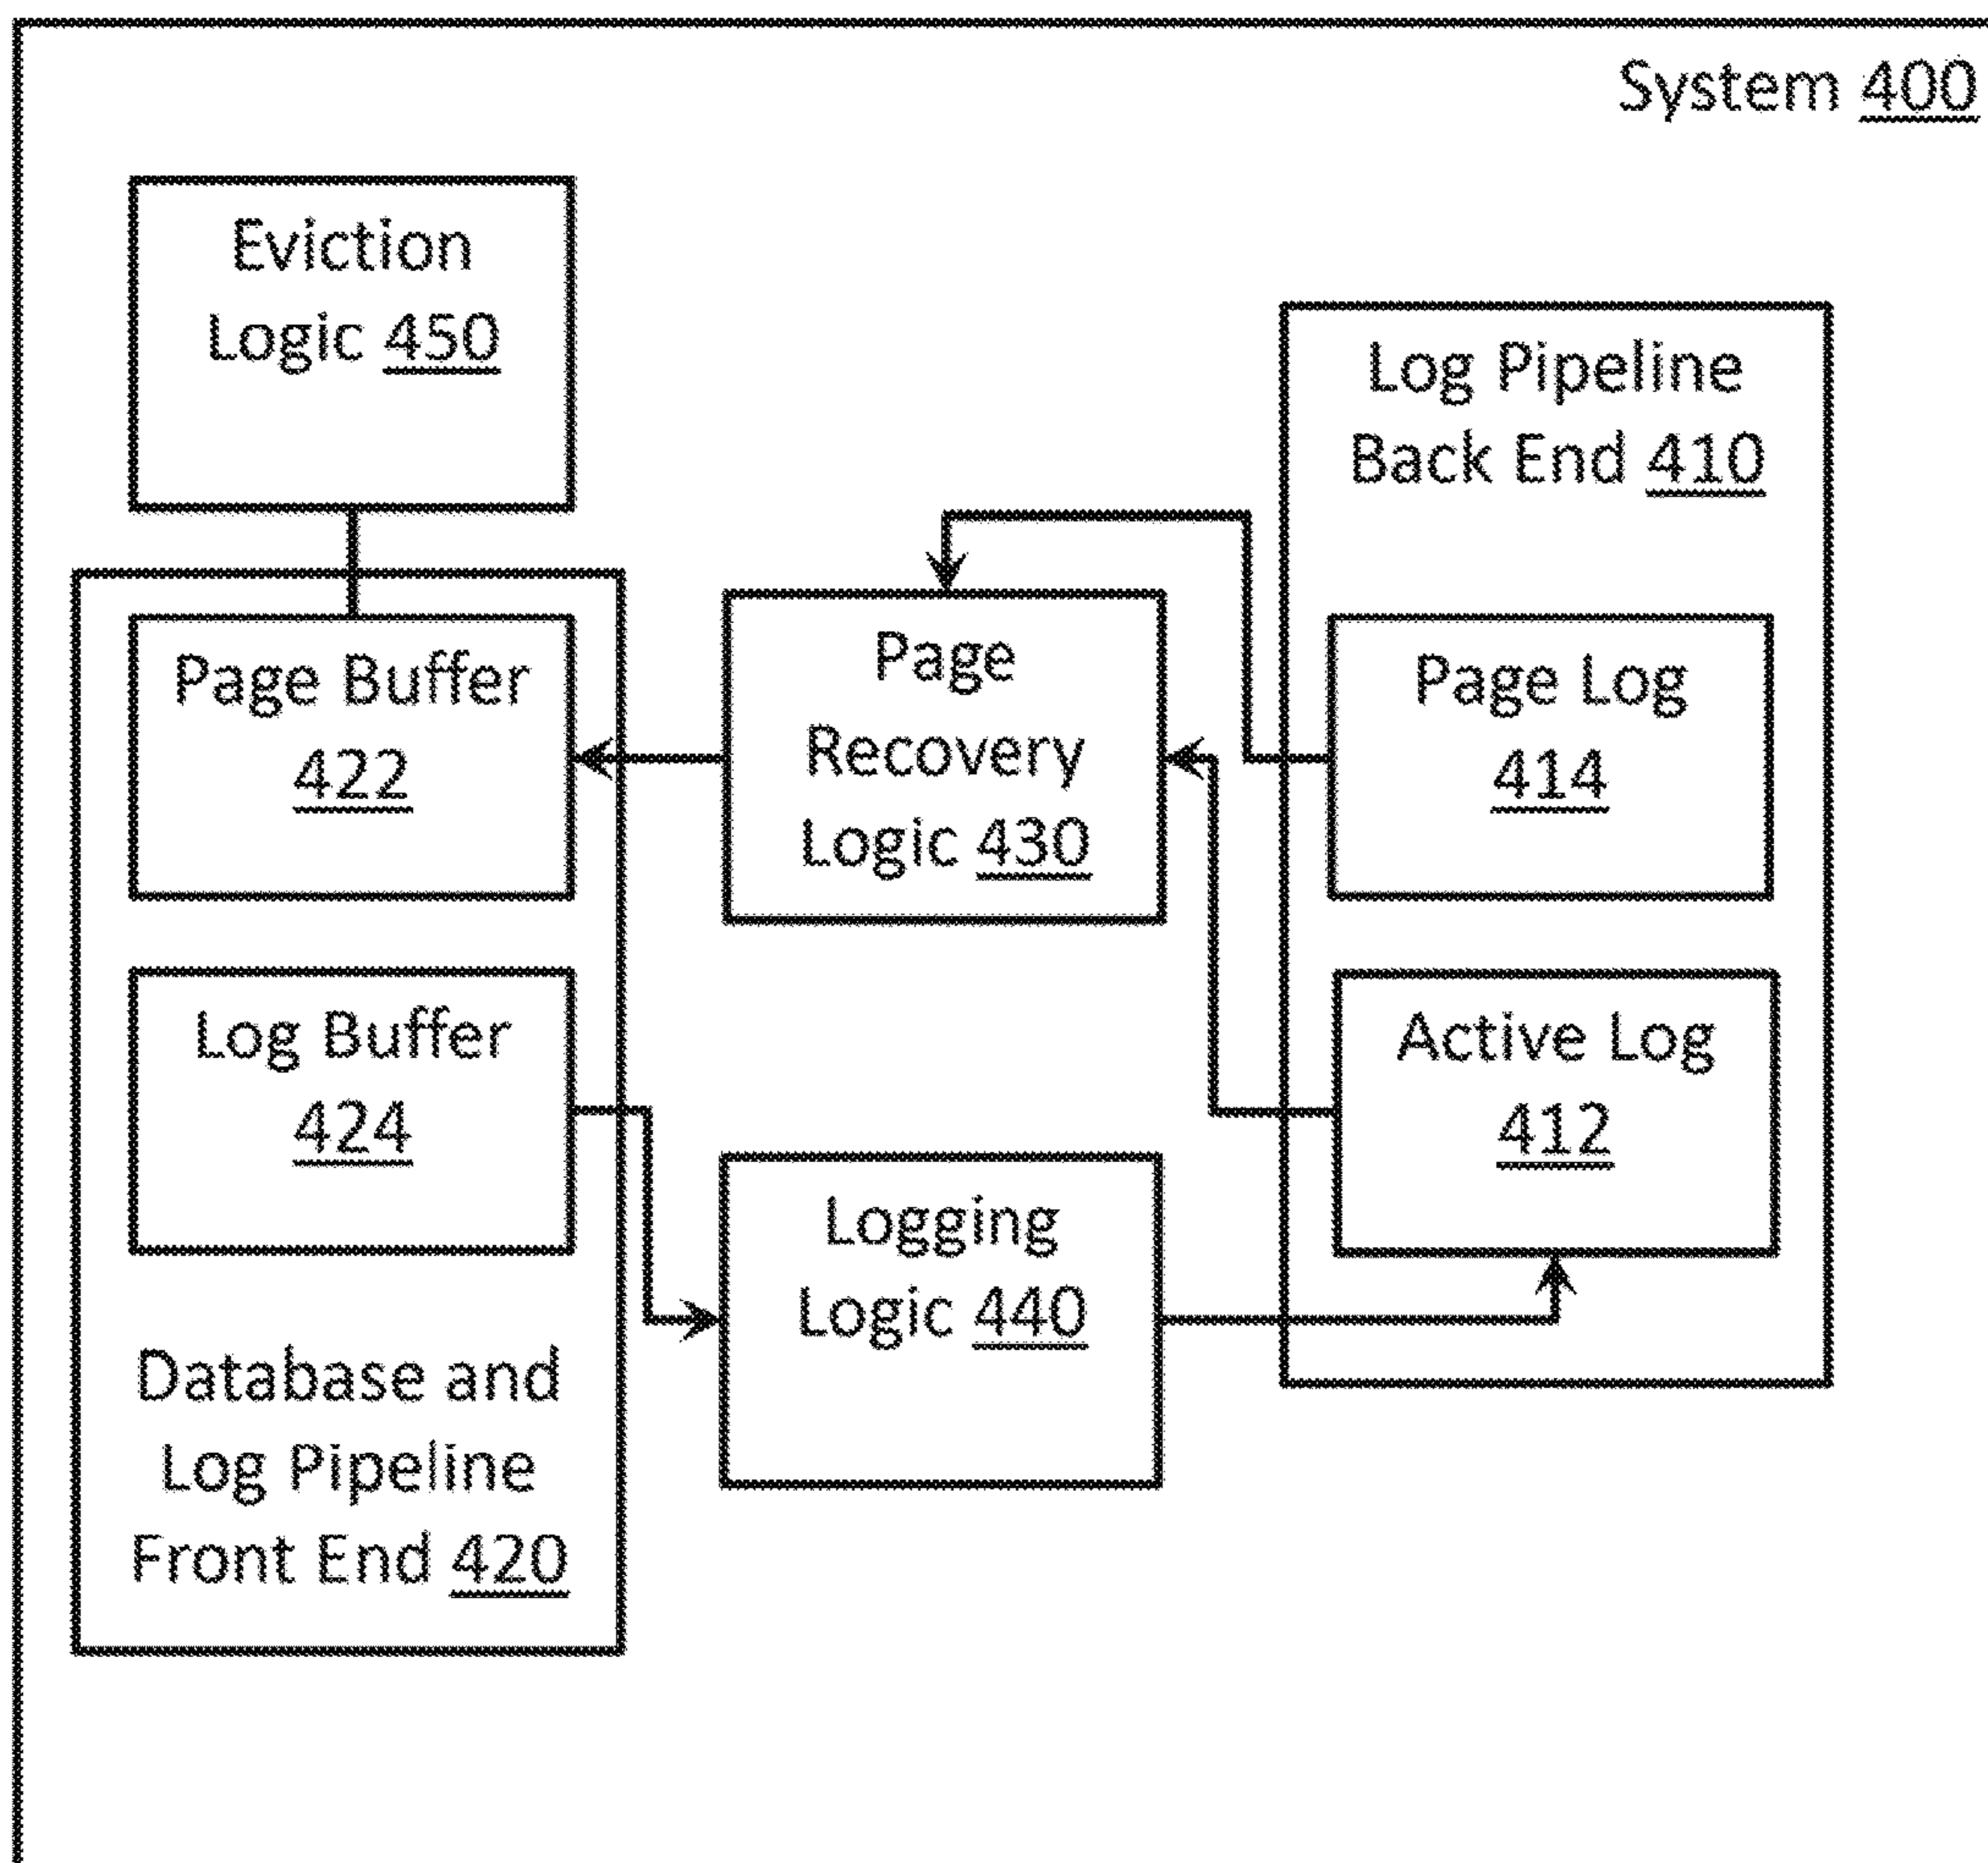 System 400
Eviction
Logic 450
Log Pipeline
Back End 410
Page Buffer
422
Page
Recovery
Logic 430
Page Log
414
Log Buffer
424
Active Log
412
Logging
Logic 440
Database and
Log Pipeline
Front End 420